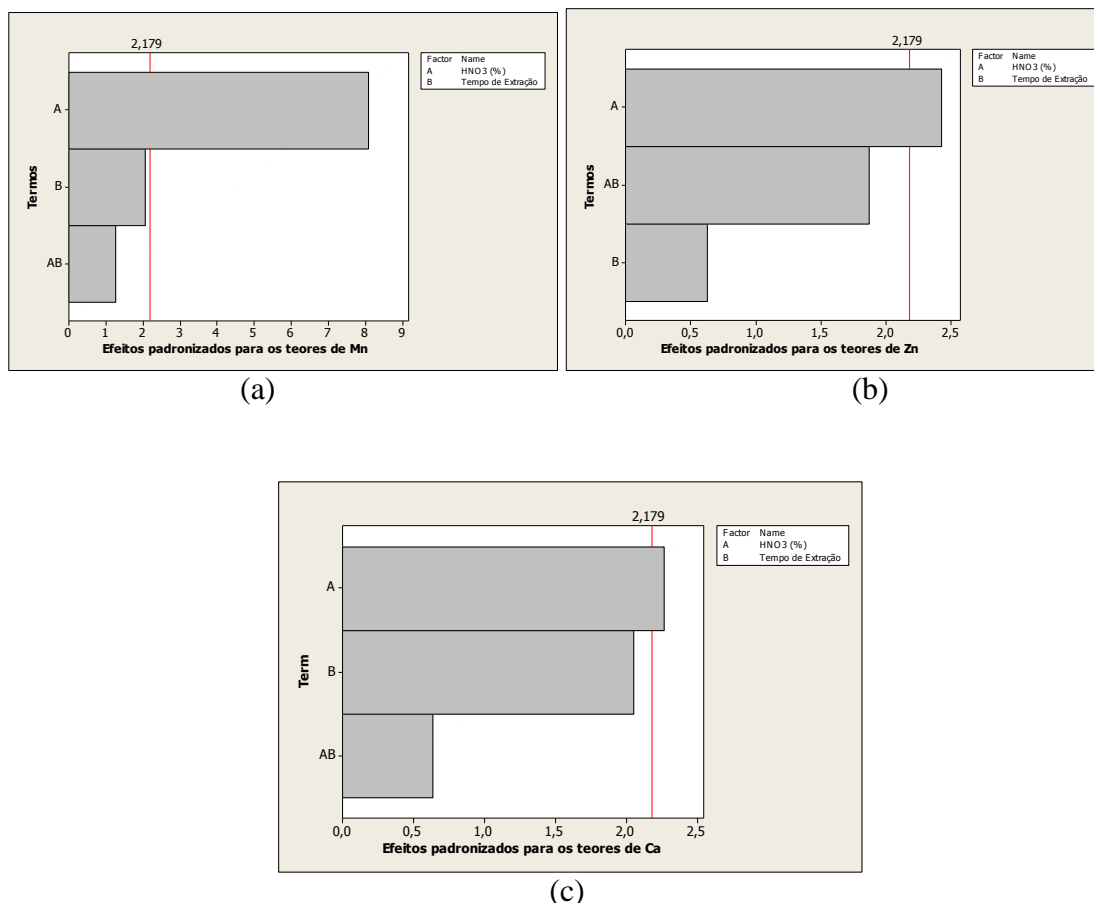 2,179
Factor Name
A HNO3 (%)
B Tempo de Extração
A
B
AB
Termos
0 1 2 3 4 5 6 7 8 9
Efeitos padronizados para os teores de Mn
(a)
2,179
Factor Name
A HNO3 (%)
B Tempo de Extração
A
AB
B
Termos
0,0 0,5 1,0 1,5 2,0 2,5
Efeitos padronizados para os teores de Zn
(b)
2,179
Factor Name
A HNO3 (%)
B Tempo de Extração
A
B
AB
Term
0,0 0,5 1,0 1,5 2,0 2,5
Efeitos padronizados para os teores de Ca
(c)